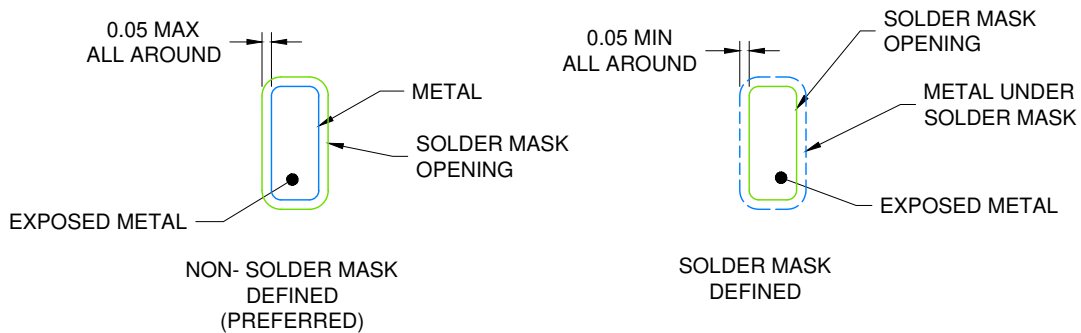 0.05 MAX
ALL AROUND
METAL
SOLDER MASK
OPENING
EXPOSED METAL
NON- SOLDER MASK
DEFINED
(PREFERRED)
0.05 MIN
ALL AROUND
SOLDER MASK
OPENING
METAL UNDER
SOLDER MASK
EXPOSED METAL
SOLDER MASK
DEFINED